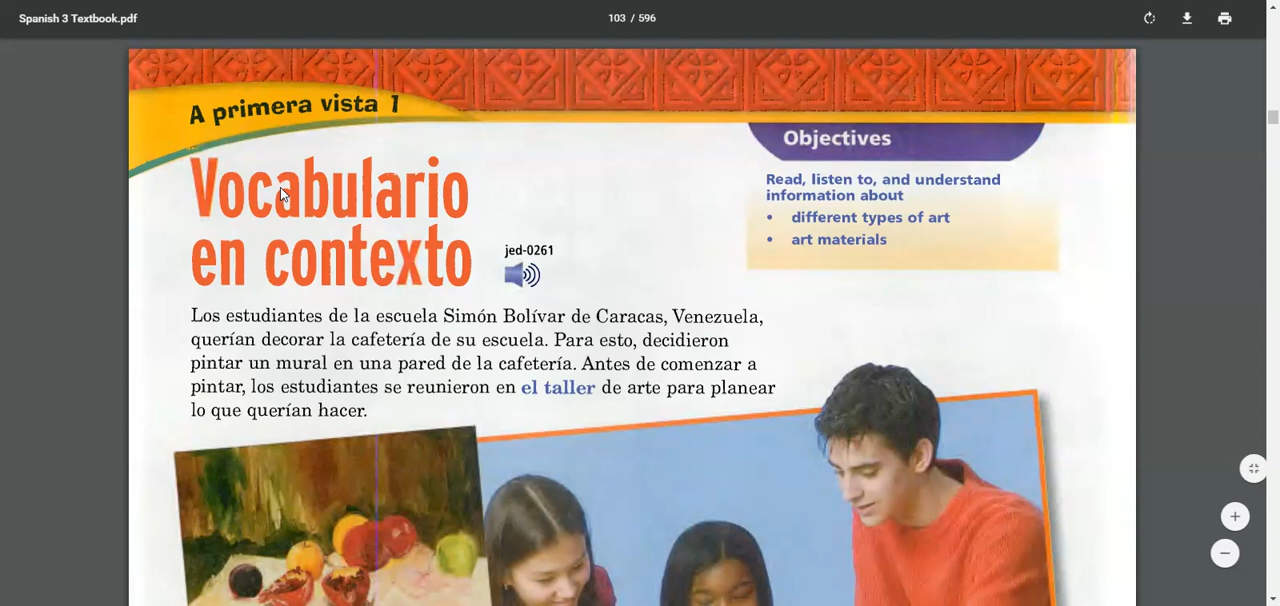 Spanish 3 Textbook.pdf
103 / 596
A primera vista 1
Objectives
Vocabulario
en contexto
jed-0261
Read, listen to, and understand
information about
• different types of art
• art materials
Los estudiantes de la escuela Simón Bolívar de Caracas, Venezuela,
querían decorar la cafetería de su escuela. Para esto, decidieron
pintar un mural en una pared de la cafetería. Antes de comenzar a
pintar, los estudiantes se reunieron en el taller de arte para planear
lo que querían hacer.